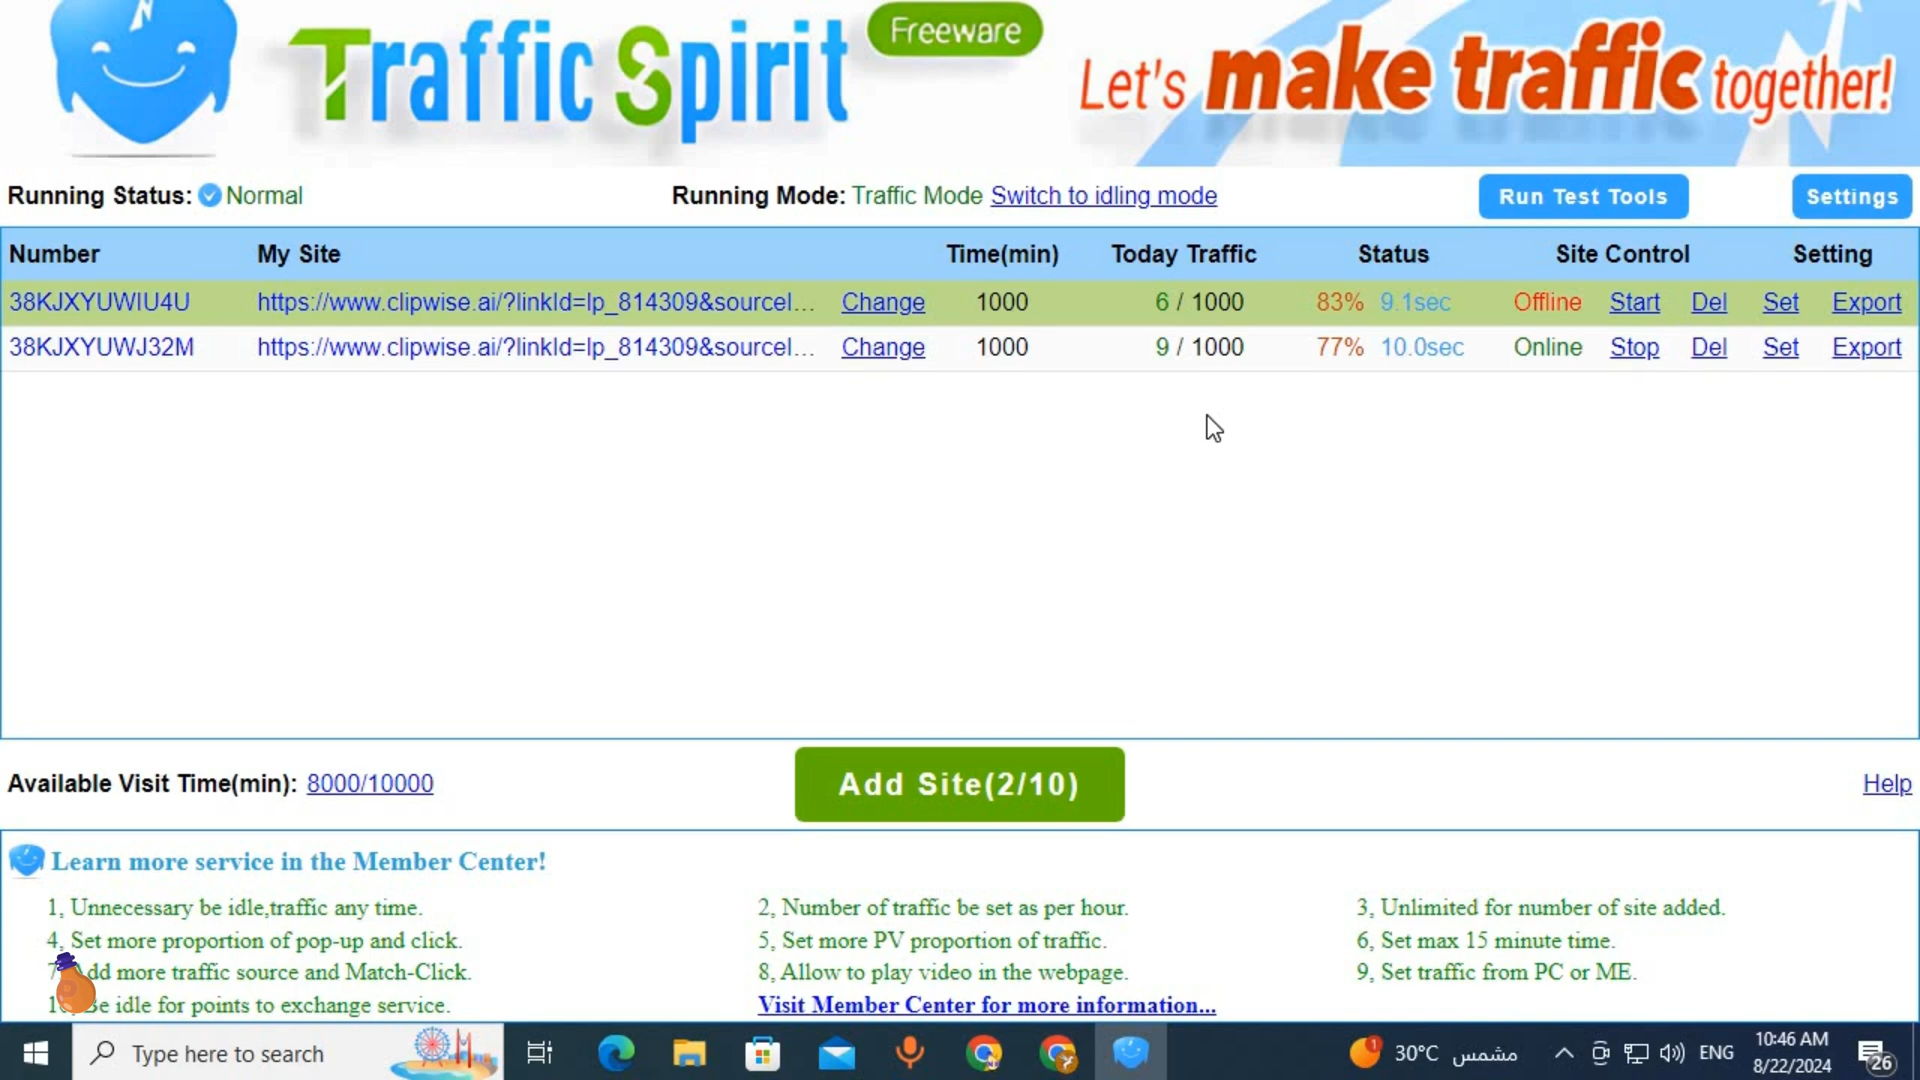 Traffic Spirit Freeware Let's make traffic together!
Running Status: Normal Running Mode: Traffic Mode Switch to idling mode Run Test Tools Settings
Number My Site Time(min) Today Traffic Status Site Control Setting
38KJXYUWIU4U https://www.clipwise.ai/?linkId=lp_814309&sourceI... Change 1000 6 / 1000 83% 9.1sec Offline Start Del Set Export
38KJXYUWJ32M https://www.clipwise.ai/?linkId=lp_814309&sourceI... Change 1000 9 / 1000 77% 10.0sec Online Stop Del Set Export
Available Visit Time(min): 8000/10000 Add Site(2/10) Help
Learn more service in the Member Center!
1, Unnecessary be idle,traffic any time. 2, Number of traffic be set as per hour. 3, Unlimited for number of site added.
4, Set more proportion of pop-up and click. 5, Set more PV proportion of traffic. 6, Set max 15 minute time.
more traffic source and Match-Click. 8, Allow to play video in the webpage. 9, Set traffic from PC or ME.
idle for points to exchange service. Visit Member Center for more information...
Type here to search 1 30°C مشمس ENG 10:46 AM
8/22/2024 26